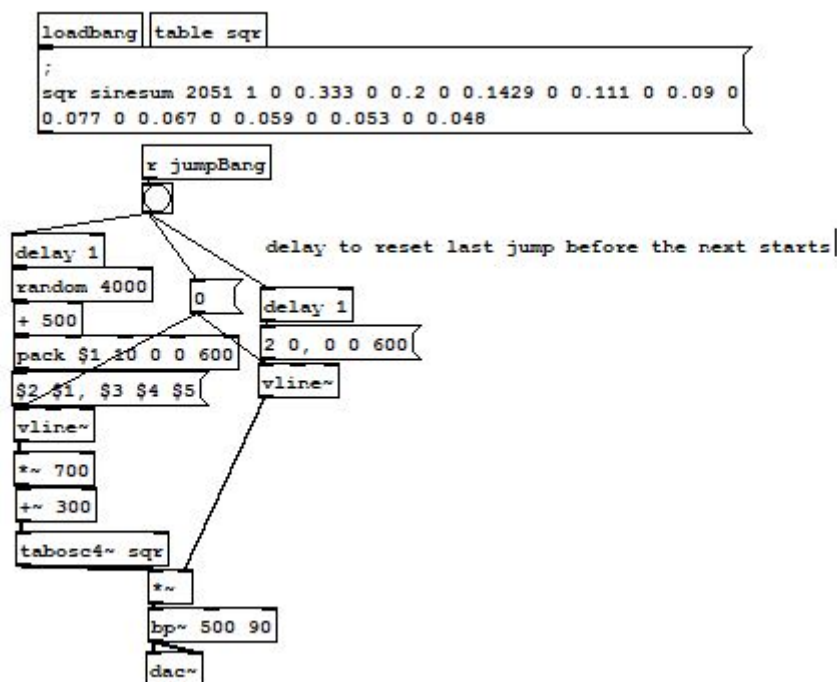 loadbang table sqr
;
sqr sinesum 2051 1 0 0.333 0 0.2 0 0.1429 0 0.111 0 0.09 0
0.077 0 0.067 0 0.059 0 0.053 0 0.048
r jumpBang
delay to reset last jump before the next starts
delay 1
random 4000
0
delay 1
+ 500
2 0, 0 0 600
pack $1 10 0 0 600
$2 $1, $3 $4 $5
vline~
vline~
*~ 700
+~ 300
tabosc4~ sqr
*~
bp~ 500 90
dac~